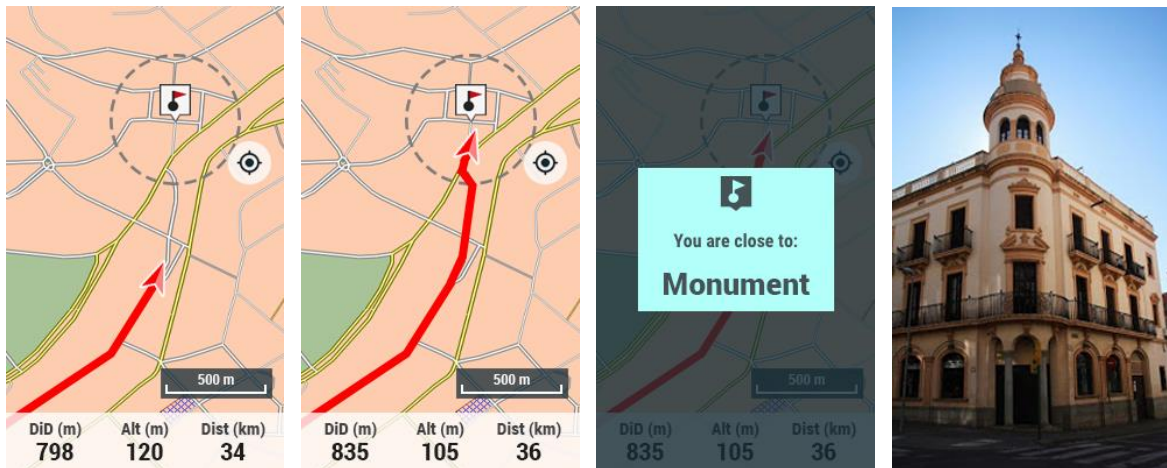 500 m
DiD (m) Alt (m) Dist (km)
798 120 34
500 m
DiD (m) Alt (m) Dist (km)
835 105 36
You are close to:
Monument
500 m
DiD (m) Alt (m) Dist (km)
835 105 36